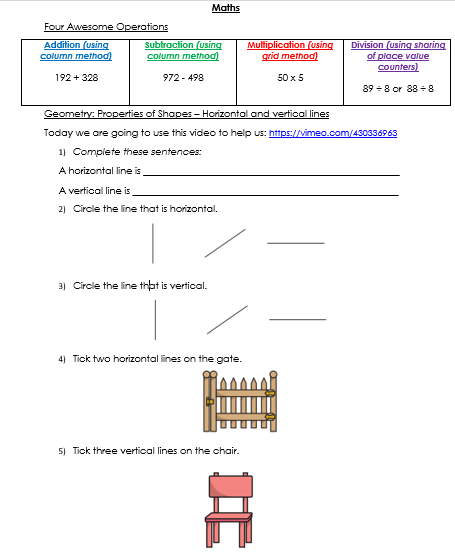 Maths
Four Awesome Operations
Addition (using column method)
192 + 328
Subtraction (using column method)
972 - 498
Multiplication (using grid method)
50 x 5
Division (using sharing of place value counters)
89 ÷ 8 or 88 ÷ 8
Geometry: Properties of Shapes – Horizontal and vertical lines
Today we are going to use this video to help us: https://vimeo.com/430336963
1) Complete these sentences:
A horizontal line is
A vertical line is
2) Circle the line that is horizontal.
3) Circle the line that is vertical.
4) Tick two horizontal lines on the gate.
5) Tick three vertical lines on the chair.